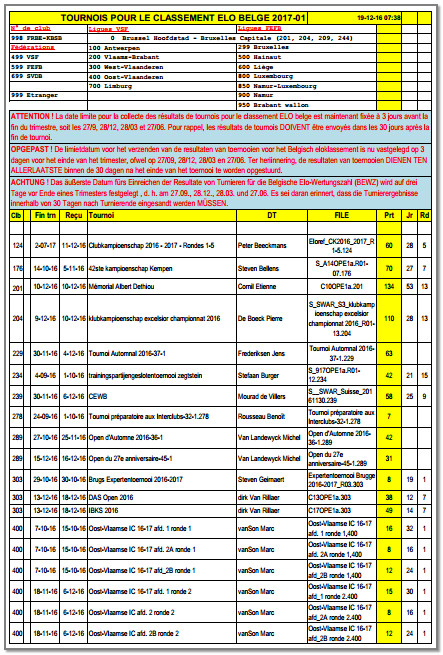 TOURNOIS POUR LE CLASSEMENT ELO BELGE 2017-01 19-12-16 07:38
N° de club Ligues VSF Ligues FEFB
998 FRBE-KBSB 0 Brussel Hoofdstad - Bruxelles Capitale (201, 204, 209, 244)
Fédérations 100 Antwerpen 299 Bruxelles
499 VSF 200 Vlaams-Brabant 500 Hainaut
599 FEFB 300 West-Vlaanderen 600 Liège
699 SVDB 400 Oost-Vlaanderen 800 Luxembourg
700 Limburg 850 Namur-Luxembourg
999 Etranger 900 Namur
950 Brabant wallon
ATTENTION ! La date limite pour la collecte des résultats de tournois pour le classement ELO belge est maintenant fixée à 3 jours avant la
fin du trimestre, soit les 27/9, 28/12, 28/03 et 27/06. Pour rappel, les résultats de tournois DOIVENT être envoyés dans les 30 jours après la
fin de tournoi.
OPGEPAST ! De limietdatum voor het verzenden van de resultaten van toernooien voor het Belgisch eloklassement is nu vastgelegd op 3
dagen voor het einde van het trimester, ofwel op 27/09, 28/12, 28/03 en 27/06. Ter herinnering, de resultaten van toernooien DIENEN TEN
ALLERLAATSTE binnen de 30 dagen na het einde van het toernooi te worden opgestuurd.
ACHTUNG ! Das äußerste Datum fürs Einreichen der Resultate von Turnieren für die Belgische Elo-Wertungszahl (BEWZ) wird auf drei
Tage vor Ende eines Trimesters festgelegt , d. h. am 27.09., 28.12., 28.03. und 27.06. Es sei daran erinnert, dass die Turnierergebnisse
innerhalb von 30 Tagen nach Turnierende eingesandt werden MÜSSEN.
Clb Fin trn Reçu Tournoi DT FILE Prt Jr Rd
124 2-07-17 11-12-16 Clubkampioenschap 2016 - 2017 - Rondes 1-5 Peter Beeckmans Eloref_CK2016_2017_R
1-5.124 60 28 5
176 14-10-16 5-11-16 42ste kampioenschap Kempen Steven Bellens S_A14OPE1a.R01-
07.176 70 27 7
201 10-12-16 10-12-16 Mémorial Albert Dethiou Cornil Etienne C10OPE1a.201 134 53 13
204 9-12-16 10-12-16 klubkampioenschap excelsior championnat 2016 De Boeck Pierre S_SWAR_S3_klubkamp
ioenschap excelsior
championnat 2016_R01-
13.204 110 28 13
229 30-11-16 4-12-16 Tournoi Automnal 2016-37-1 Frederiksen Jens Tournoi Automnal 2016-
37-1.229 63
234 4-09-16 1-10-16 trainingspartijengeslotentoernooi zegtstein Stefaan Burger S_917OPE1a.R01-
12.234 42 21 15
239 30-11-16 6-12-16 CEWB Mourad de Villers S__SWAR_Suisse_201
61130.239 58 25 9
278 24-09-16 1-10-16 Tournoi préparatoire aux Interclubs-32-1.278 Rousseau Benoît Tournoi préparatoire aux
Interclubs-32-1.278 7
289 27-10-16 25-11-16 Open d'Automne 2016-36-1 Van Landewyck Michel Open d'Automne 2016-
36-1.289 42
289 15-12-16 16-12-16 Open du 27e anniversaire-45-1 Van Landewyck Michel Open du 27e
anniversaire-45-1.289 31
303 29-10-16 30-10-16 Brugs Expertentoernooi 2016-2017 Steven Geirnaert Expertentoernooi Brugge
2016-2017_R03.303 8 19 1
303 13-12-16 18-12-16 DAS Open 2016 dirk Van Rillaer C13OPE1a.303 38 12 7
303 13-12-16 18-12-16 IBKS 2016 dirk Van Rillaer C17OPE1a.303 49 14 7
400 7-10-16 15-10-16 Oost-Vlaamse IC 16-17 afd. 1 ronde 1 vanSon Marc Oost-Vlaamse IC 16-17
afd. 1 ronde 1,400 16 32 1
400 7-10-16 15-10-16 Oost-Vlaamse IC 16-17 afd. 2A ronde 1 vanSon Marc Oost-Vlaamse IC 16-17
afd. 2A ronde 1,400 8 16 1
400 7-10-16 15-10-16 Oost-Vlaamse IC 16-17 afd_2B ronde 1 vanSon Marc Oost-Vlaamse IC 16-17
afd_2B ronde 1,400 12 24 1
400 18-11-16 6-12-16 Oost-Vlaamse IC 16-17 afd. 1 ronde 2 vanSon Marc Oost-Vlaamse IC 16-17
afd_1 ronde 2.400 15 30 1
400 18-11-16 6-12-16 Oost-Vlaamse IC afd. 2 ronde 2 vanSon Marc Oost-Vlaamse IC 16-17
afd_2A ronde 2.400 8 16 1
400 18-11-16 6-12-16 Oost-Vlaamse IC afd. 2B ronde 2 vanSon Marc Oost-Vlaamse IC 16-17
afd_2B ronde 2.400 12 24 1